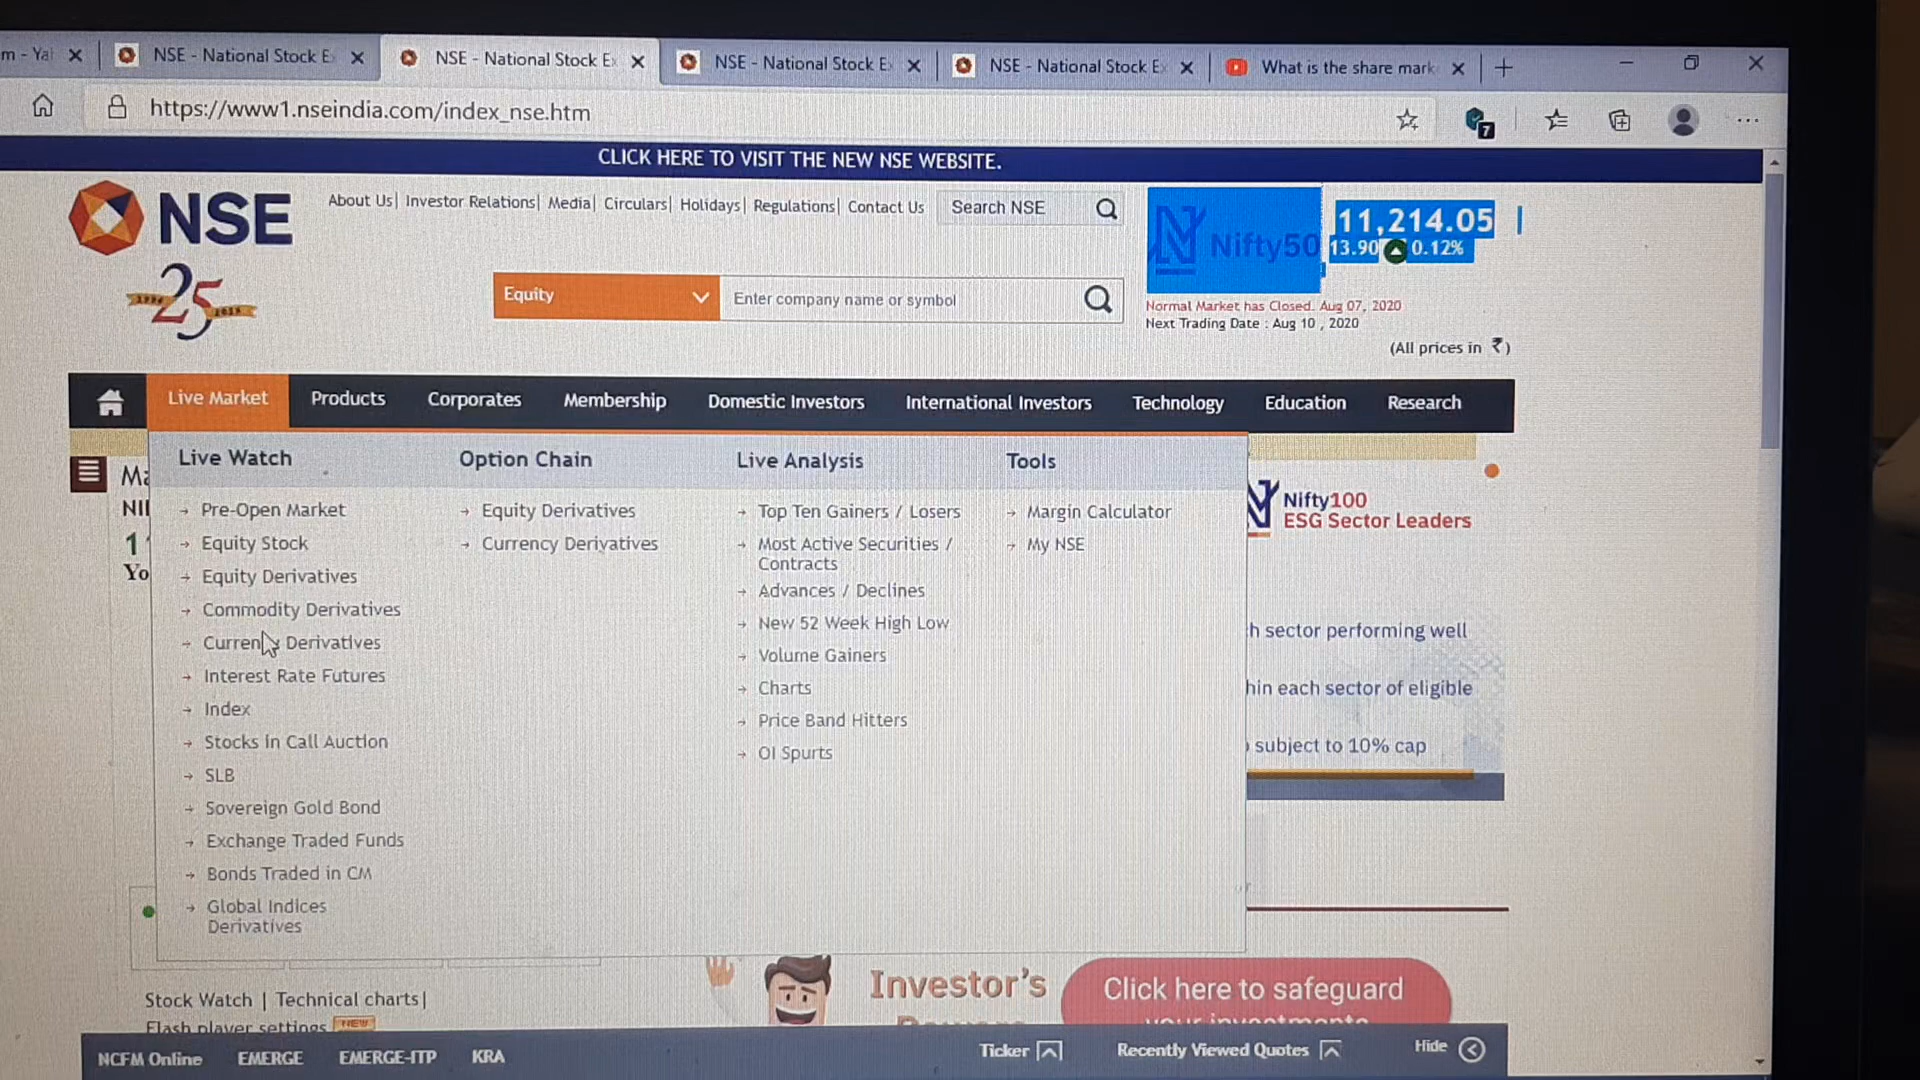 m - Ya
NSE - National Stock E
NSE - National Stock Ex
NSE - National Stock E
NSE - National Stock E
What is the share mark
https://www1.nseindia.com/index_nse.htm
7
CLICK HERE TO VISIT THE NEW NSE WEBSITE.
NSE
About Us| Investor Relations| Media| Circulars| Holidays| Regulations| Contact Us
Search NSE
Nifty50
11,214.05
13.90 0.12%
25
Equity
Enter company name or symbol
Normal Market has Closed. Aug 07, 2020
Next Trading Date : Aug 10 , 2020
(All prices in ₹)
Live Market
Products
Corporates
Membership
Domestic Investors
International Investors
Technology
Education
Research
Live Watch
Pre-Open Market
Equity Stock
Equity Derivatives
Commodity Derivatives
Currency Derivatives
Interest Rate Futures
Index
Stocks in Call Auction
SLB
Sovereign Gold Bond
Exchange Traded Funds
Bonds Traded in CM
Global Indices
Derivatives
Option Chain
Equity Derivatives
Currency Derivatives
Live Analysis
Top Ten Gainers / Losers
Most Active Securities /
Contracts
Advances / Declines
New 52 Week High Low
Volume Gainers
Charts
Price Band Hitters
OI Spurts
Tools
Margin Calculator
My NSE
Ma
NI
1
Yo
Nifty100
ESG Sector Leaders
h sector performing well
hin each sector of eligible
subject to 10% cap
Stock Watch | Technical charts|
Flash player settings NEW
Investor's
Click here to safeguard
your investments
NCFM Online
EMERGE
EMERGE-ITP
KRA
Ticker
Recently Viewed Quotes
Hide